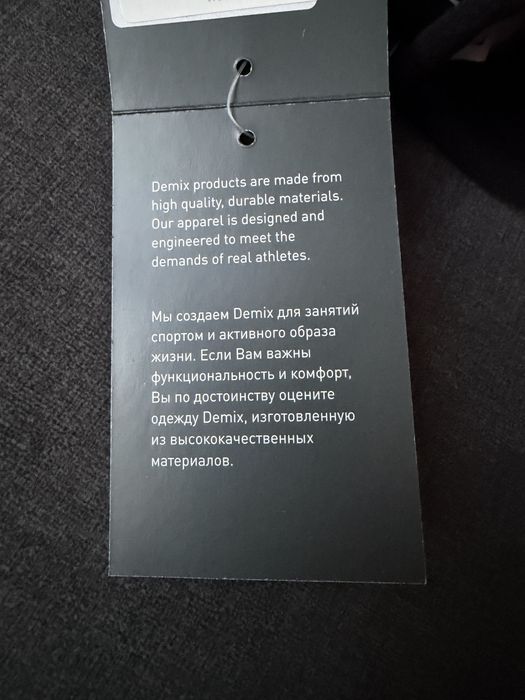 Demix products are made from
high quality, durable materials.
Our apparel is designed and
engineered to meet the
demands of real athletes.
Мы создаем Demix для занятий
спортом и активного образа
жизни. Если Вам важны
функциональность и комфорт,
Вы по достоинству оцените
одежду Demix, изготовленную
из высококачественных
материалов.